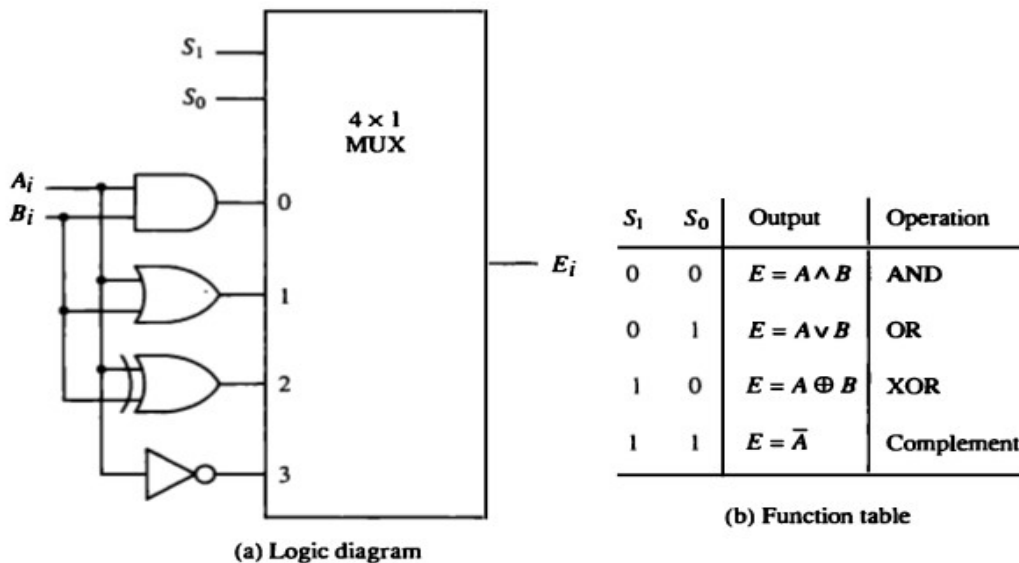 S₁
S₀
4 × 1
MUX
Aᵢ
Bᵢ
0
1
2
3
Eᵢ
(a) Logic diagram
S₁ S₀ Output Operation
0 0 E = A ∧ B AND
0 1 E = A ∨ B OR
1 0 E = A ⊕ B XOR
1 1 E = A̅ Complement
(b) Function table